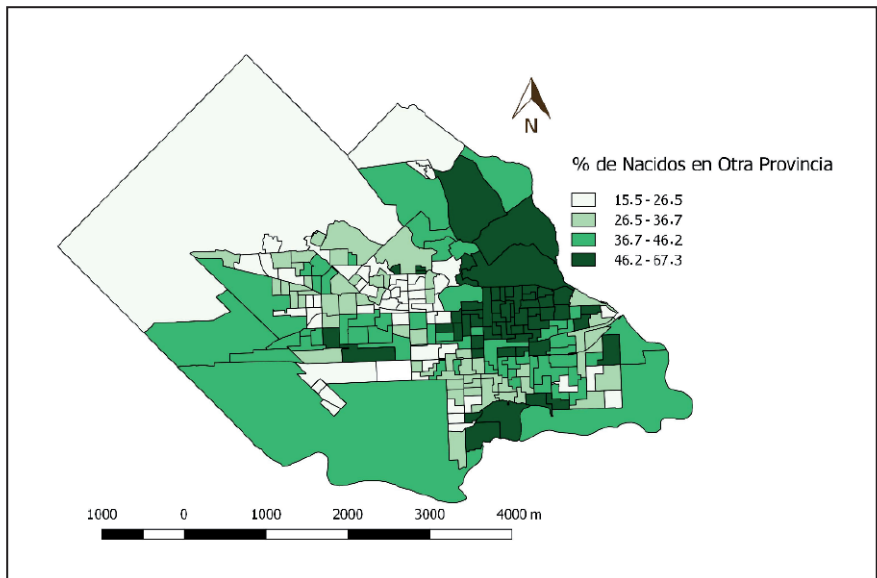 N
% de Nacidos en Otra Provincia
15.5 - 26.5
26.5 - 36.7
36.7 - 46.2
46.2 - 67.3
1000 0 1000 2000 3000 4000 m